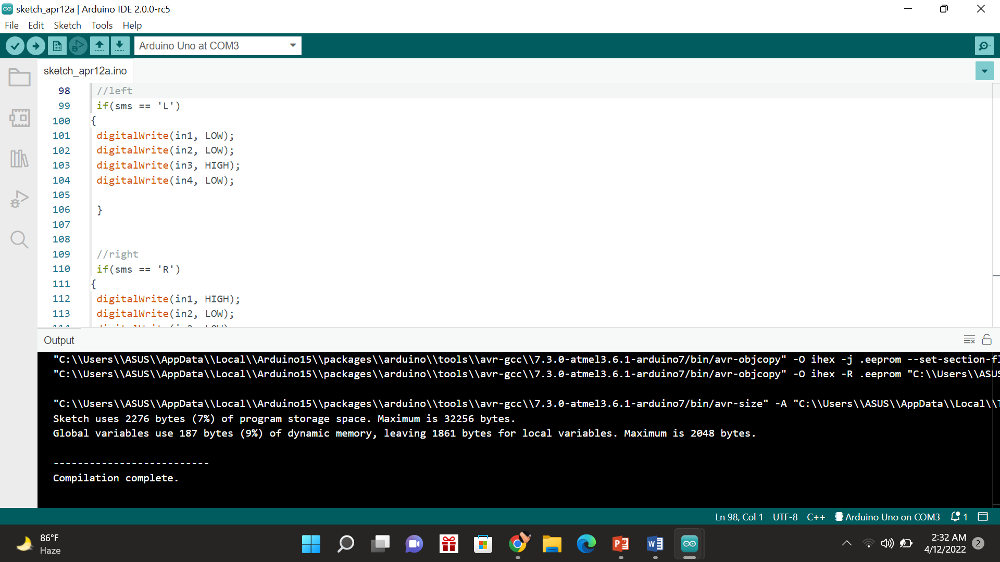 sketch_apr12a | Arduino IDE 2.0.0-rc5
File Edit Sketch Tools Help
Arduino Uno at COM3
sketch_apr12a.ino
98 //left
99 if(sms == 'L')
100 {
101 digitalWrite(in1, LOW);
102 digitalWrite(in2, LOW);
103 digitalWrite(in3, HIGH);
104 digitalWrite(in4, LOW);
105
106 }
107
108
109 //right
110 if(sms == 'R')
111 {
112 digitalWrite(in1, HIGH);
113 digitalWrite(in2, LOW);
Output
"C:\\Users\\ASUS\\AppData\\Local\\Arduino15\\packages\\arduino\\tools\\avr-gcc\\7.3.0-atmel3.6.1-arduino7/bin/avr-objcopy" -O ihex -j .eeprom --set-section-fl
"C:\\Users\\ASUS\\AppData\\Local\\Arduino15\\packages\\arduino\\tools\\avr-gcc\\7.3.0-atmel3.6.1-arduino7/bin/avr-objcopy" -O ihex -R .eeprom "C:\\Users\\ASUS
"C:\\Users\\ASUS\\AppData\\Local\\Arduino15\\packages\\arduino\\tools\\avr-gcc\\7.3.0-atmel3.6.1-arduino7/bin/avr-size" -A "C:\\Users\\ASUS\\AppData\\Local\\T
Sketch uses 2276 bytes (7%) of program storage space. Maximum is 32256 bytes.
Global variables use 187 bytes (9%) of dynamic memory, leaving 1861 bytes for local variables. Maximum is 2048 bytes.
--------------------------
Compilation complete.
Ln 98, Col 1 UTF-8 C++ Arduino Uno on COM3 1
86°F
Haze
2:32 AM
4/12/2022
2